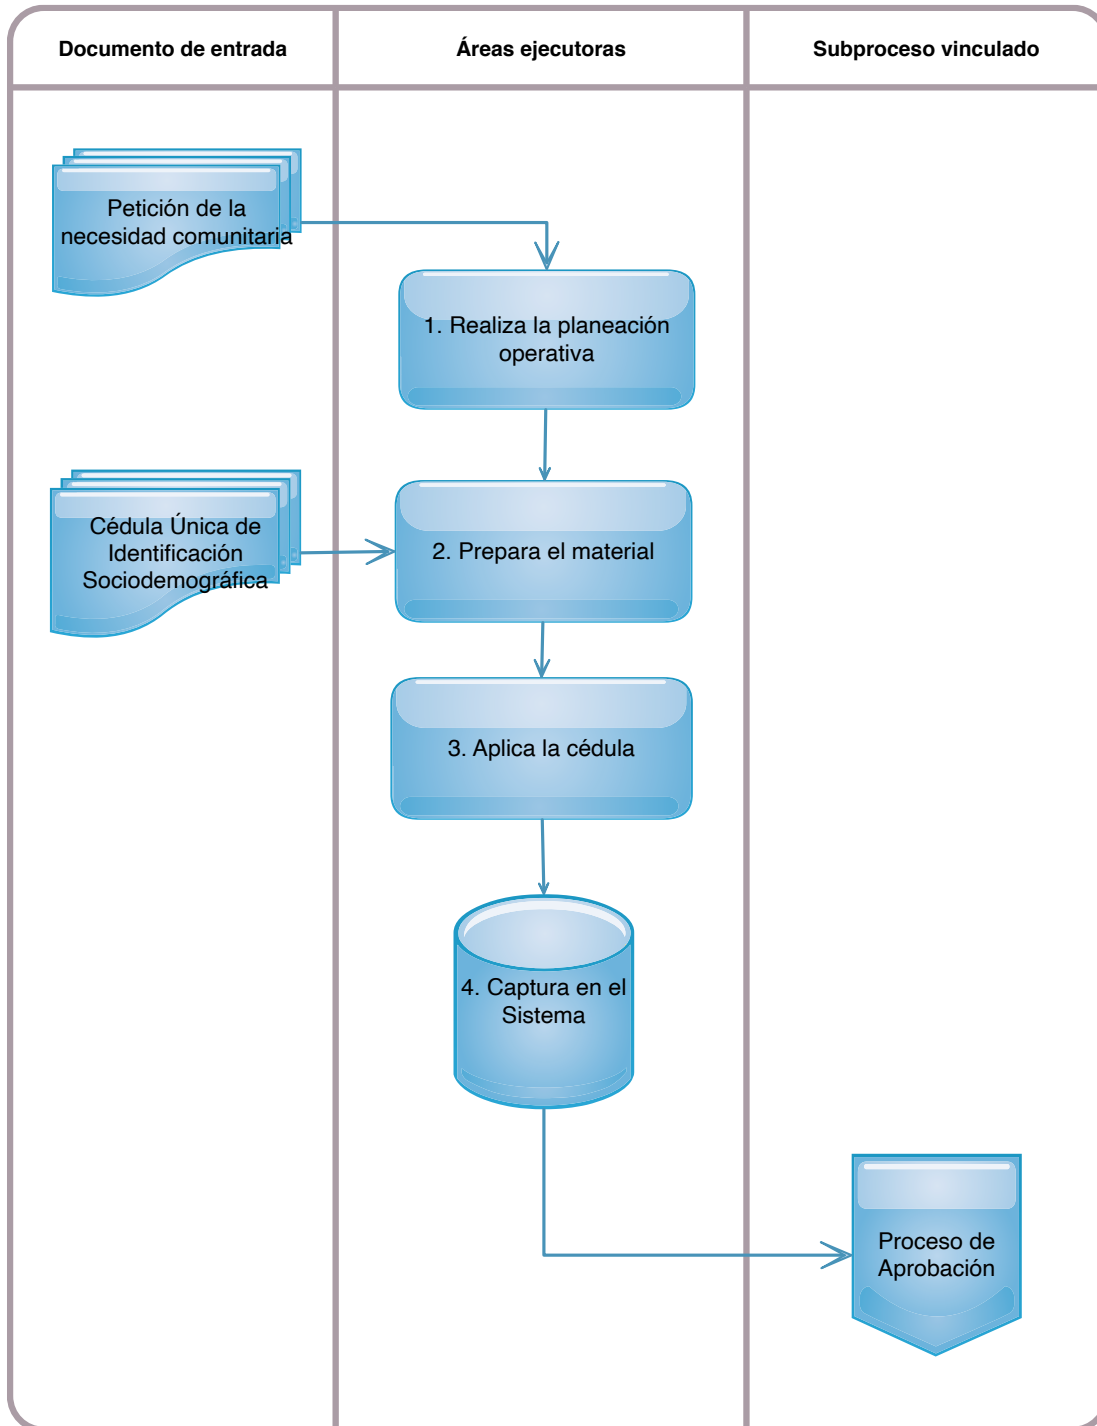 Documento de entrada
Áreas ejecutoras
Subproceso vinculado
Petición de la
necesidad comunitaria
1. Realiza la planeación
operativa
Cédula Única de
Identificación
Sociodemográfica
2. Prepara el material
3. Aplica la cédula
4. Captura en el
Sistema
Proceso de
Aprobación